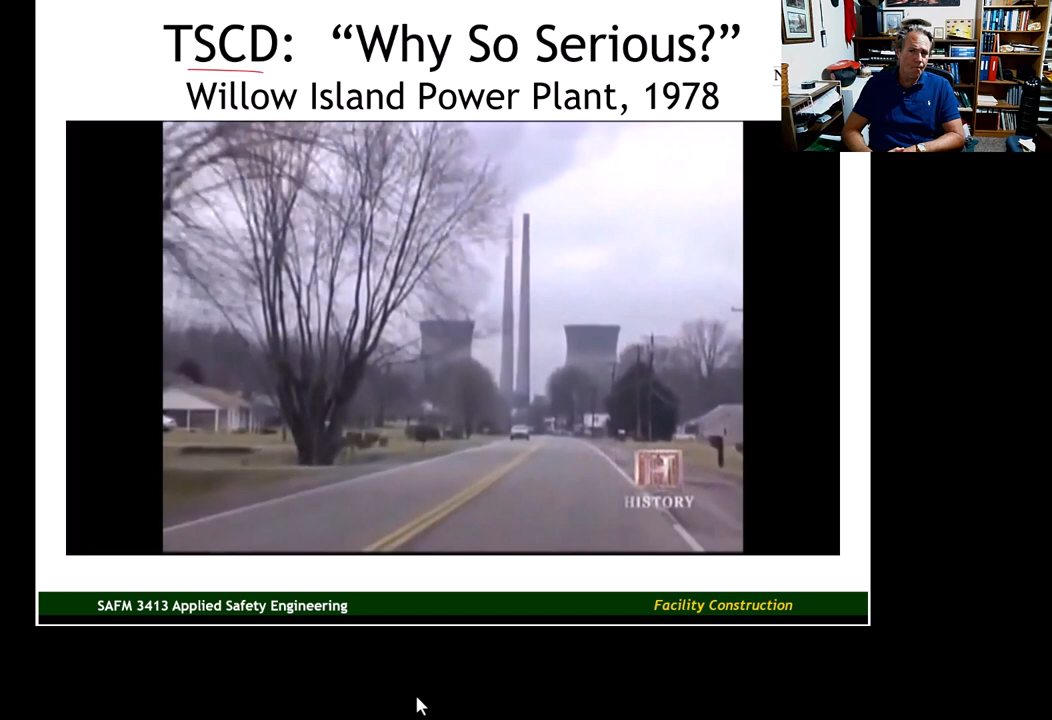 TSCD: “Why So Serious?”
Willow Island Power Plant, 1978
N
HISTORY
SAFM 3413 Applied Safety Engineering
Facility Construction